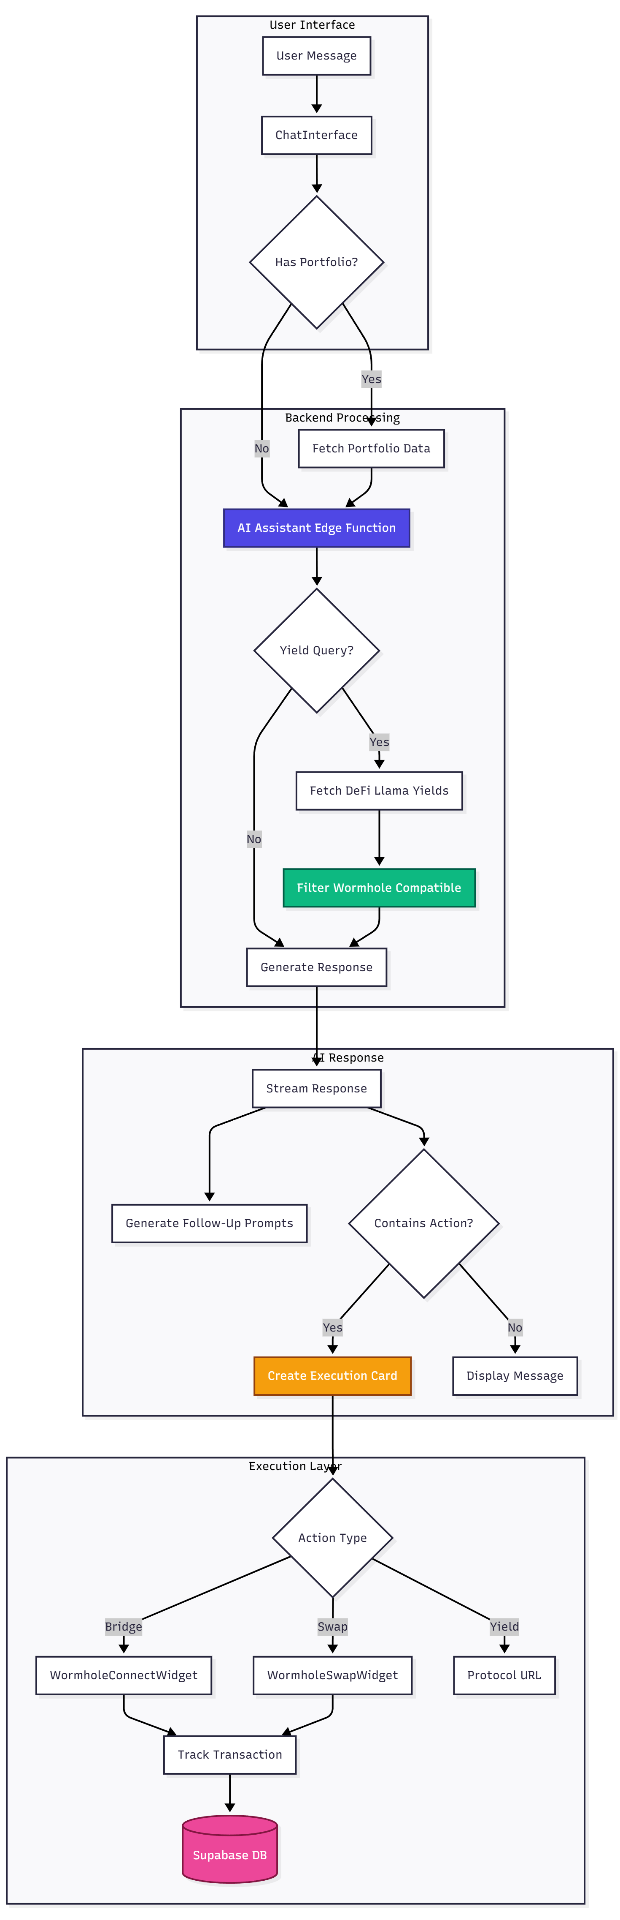 User Interface
User Message
ChatInterface
Has Portfolio?
Yes
Backend Processing
No
Fetch Portfolio Data
AI Assistant Edge Function
Yield Query?
Yes
Fetch DeFi Llama Yields
No
Filter Wormhole Compatible
Generate Response
AI Response
Stream Response
Generate Follow-Up Prompts
Contains Action?
Yes
No
Create Execution Card
Display Message
Execution Layer
Action Type
Bridge
Swap
Yield
WormholeConnectWidget
WormholeSwapWidget
Protocol URL
Track Transaction
Supabase DB